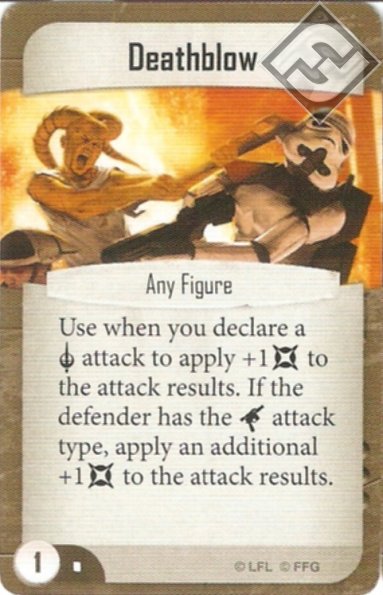 Deathblow
Any Figure
Use when you declare a
attack to apply +1 to
the attack results. If the
defender has the attack
type, apply an additional
+1 to the attack results.
1
© LFL © FFG